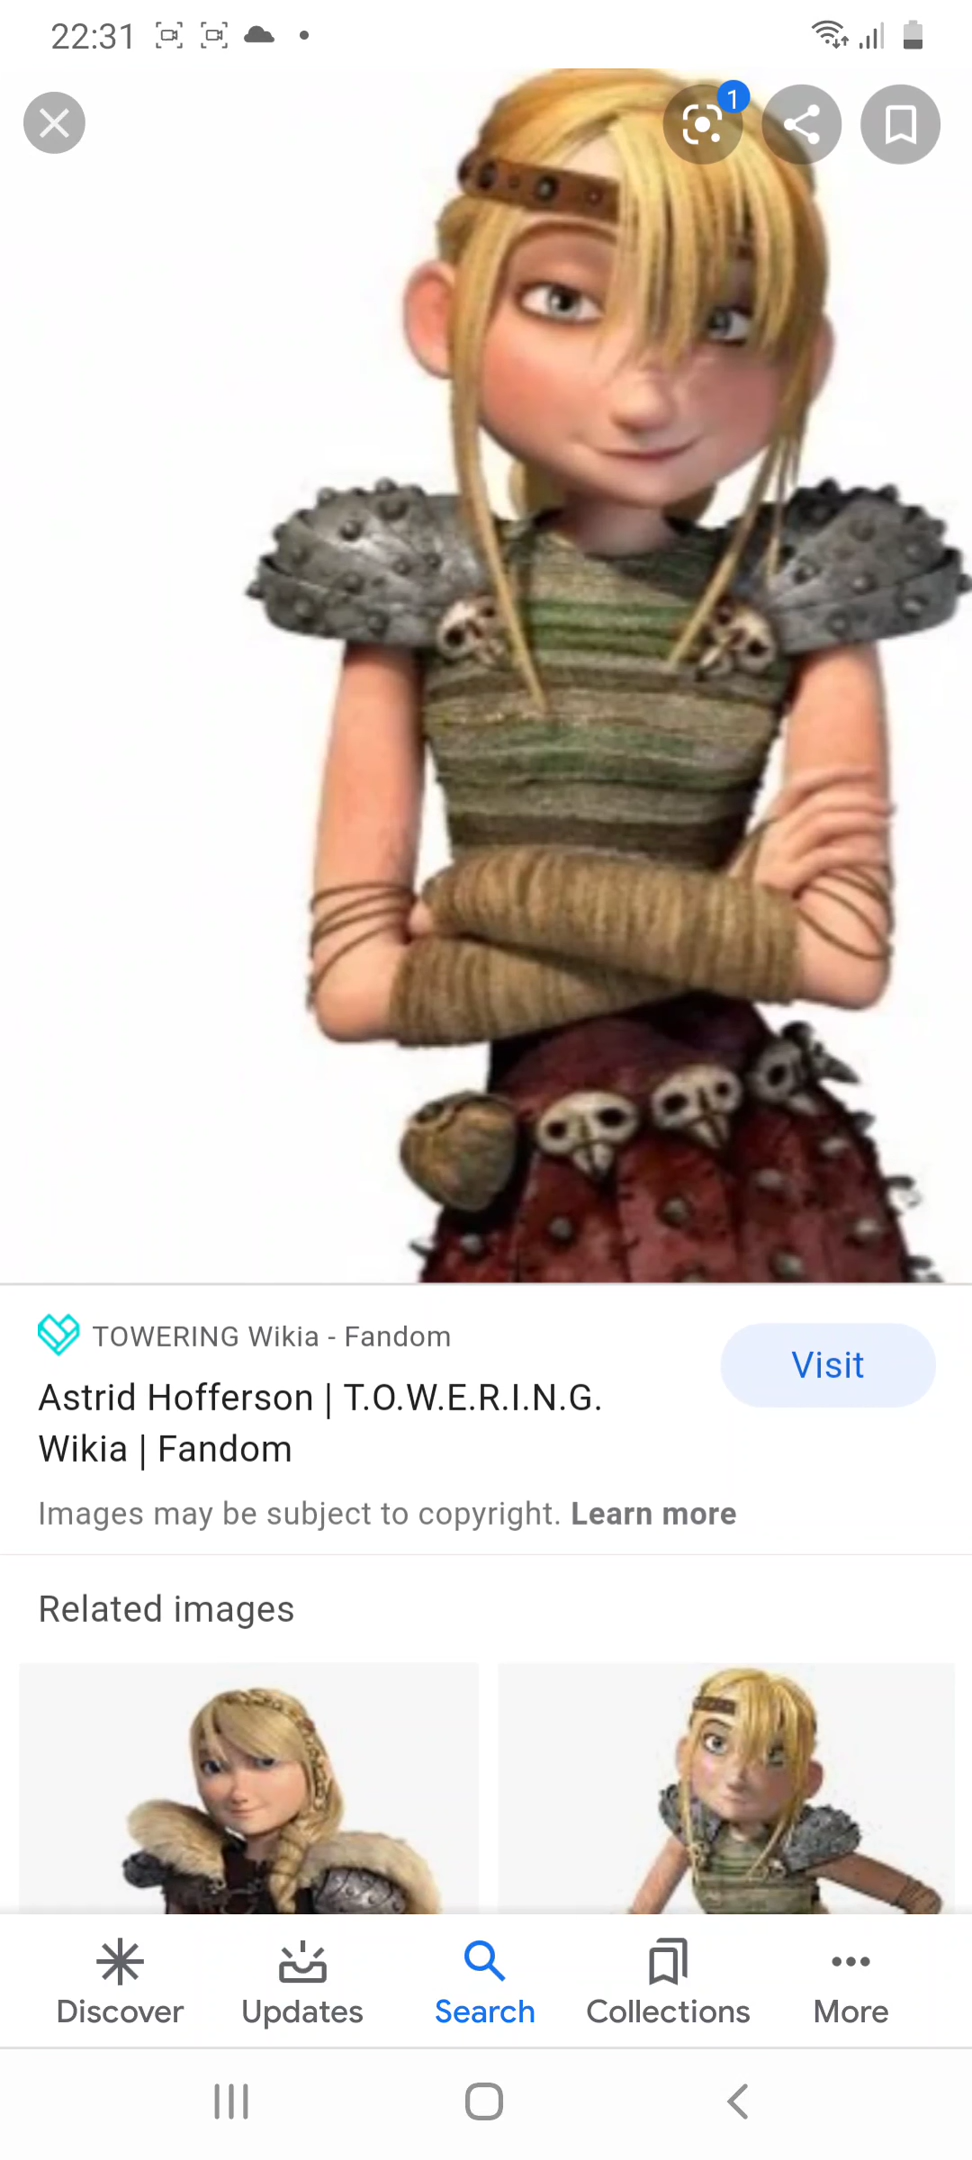 22:31
1
TOWERING Wikia - Fandom
Visit
Astrid Hofferson | T.O.W.E.R.I.N.G.
Wikia | Fandom
Images may be subject to copyright. Learn more
Related images
Discover Updates Search Collections More